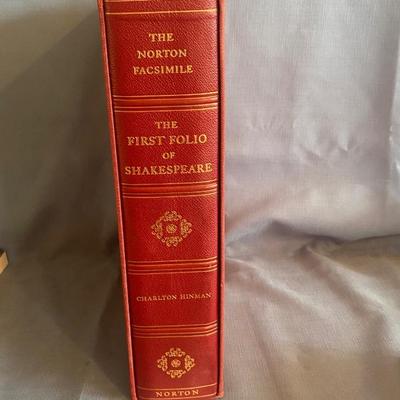 THE
NORTON
FACSIMILE
THE
FIRST FOLIO
OF
SHAKESPEARE
CHARLTON HINMAN
NORTON